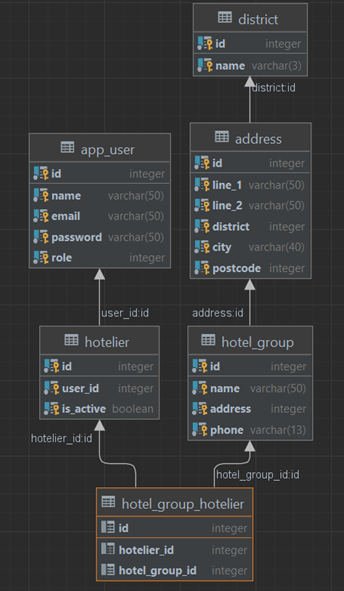 district
id integer
name varchar(3)
district:id
app_user
id integer
name varchar(50)
email varchar(50)
password varchar(50)
role integer
address
id integer
line_1 varchar(50)
line_2 varchar(50)
district integer
city varchar(40)
postcode integer
user_id:id
address:id
hotelier
id integer
user_id integer
is_active boolean
hotel_group
id integer
name varchar(50)
address integer
phone varchar(13)
hotelier_id:id
hotel_group_id:id
hotel_group_hotelier
id integer
hotelier_id integer
hotel_group_id integer